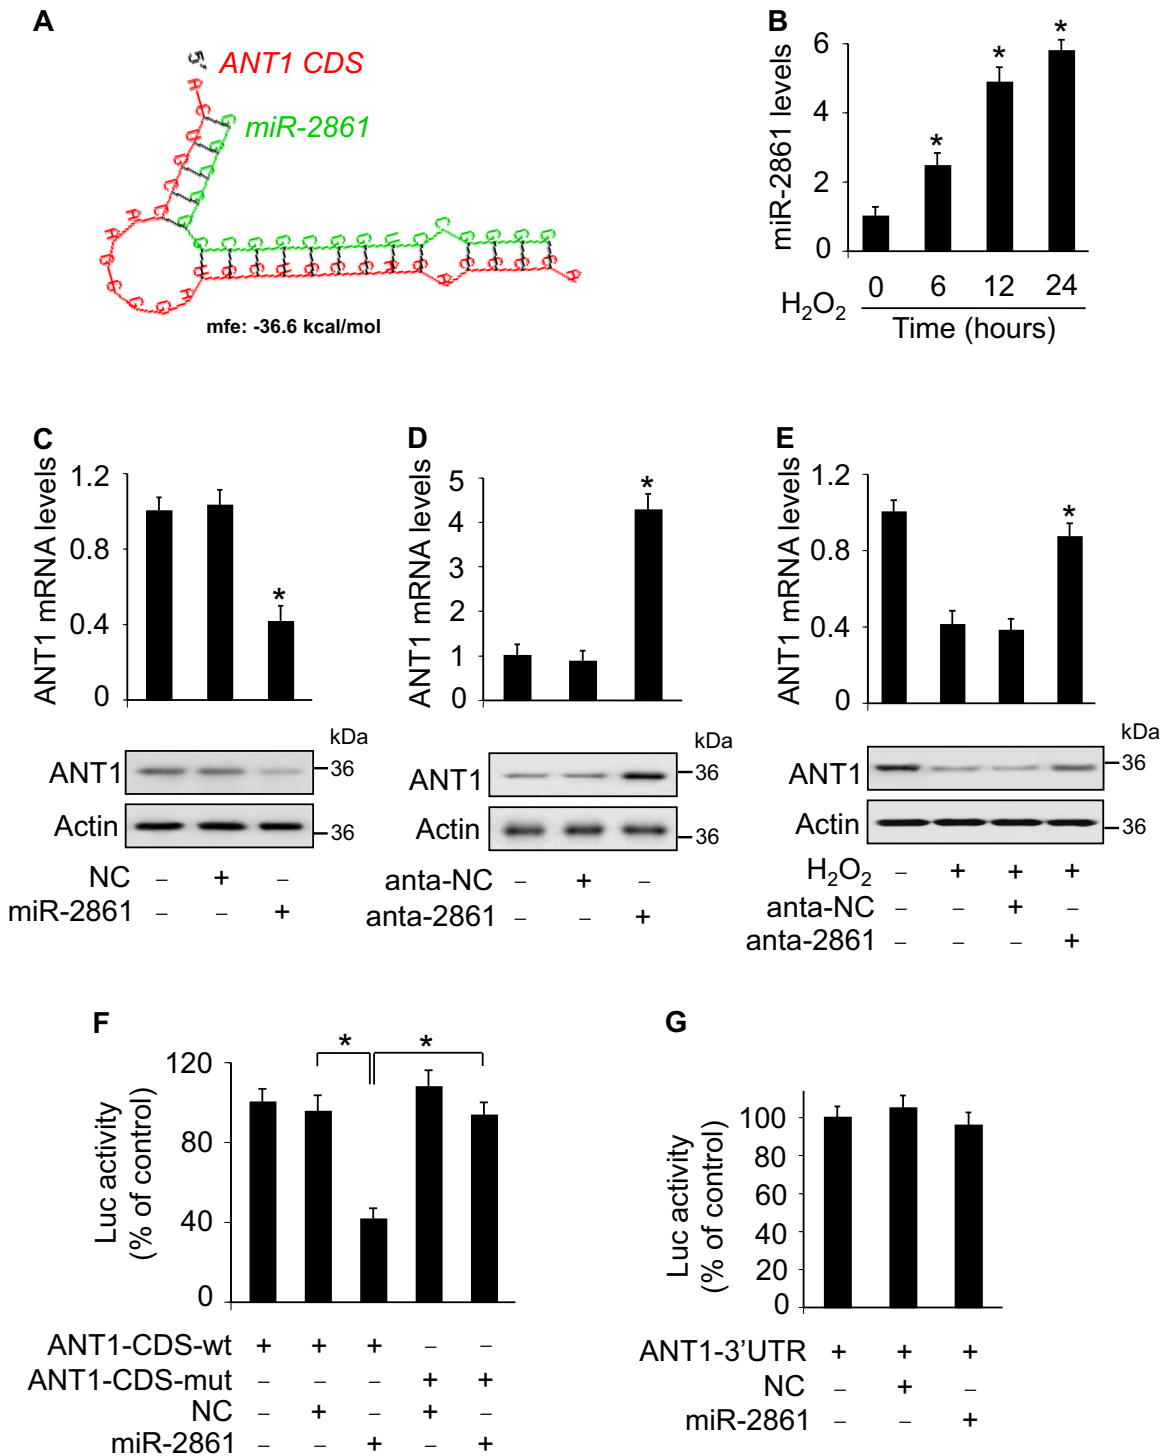 A
5'
ANT1 CDS
miR-2861
mfe: -36.6 kcal/mol
B
miR-2861 levels
6
4
2
0
* * *
H₂O₂ 0 6 12 24
Time (hours)
C
ANT1 mRNA levels
1.2
0.8
0.4
0
*
kDa
ANT1 36
Actin 36
NC – + –
miR-2861 – – +
D
ANT1 mRNA levels
5
4
3
2
1
0
*
kDa
ANT1 36
Actin 36
anta-NC – + –
anta-2861 – – +
E
ANT1 mRNA levels
1.2
0.8
0.4
0
*
kDa
ANT1 36
Actin 36
H₂O₂ – + + +
anta-NC – – + –
anta-2861 – – – +
F
Luc activity
(% of control)
120
80
40
0
* *
ANT1-CDS-wt + + + – –
ANT1-CDS-mut – – – + +
NC – + – + –
miR-2861 – – + – +
G
Luc activity
(% of control)
100
80
60
40
20
0
ANT1-3’UTR + + +
NC – + –
miR-2861 – – +